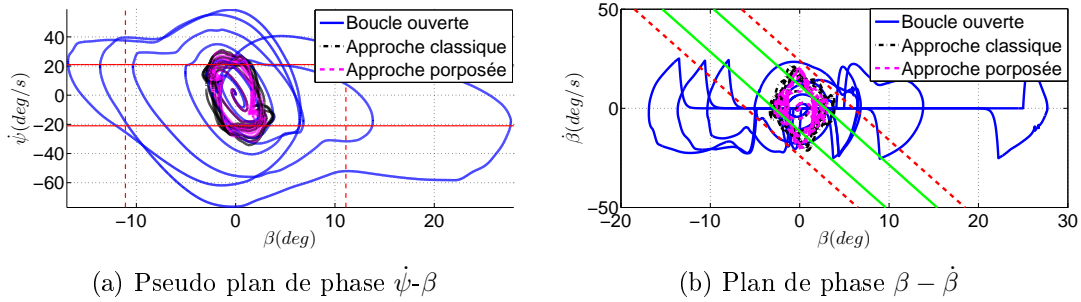 40
20
0
−20
−40
−60
−10
0
10
20
ψ̇(deg/s)
β(deg)
Boucle ouverte
Approche classique
Approche porposée
50
0
−50
−20
−10
0
10
20
30
β̇(deg/s)
β(deg)
Boucle ouverte
Approche classique
Approche porposée
(a) Pseudo plan de phase ψ̇-β
(b) Plan de phase β − β̇